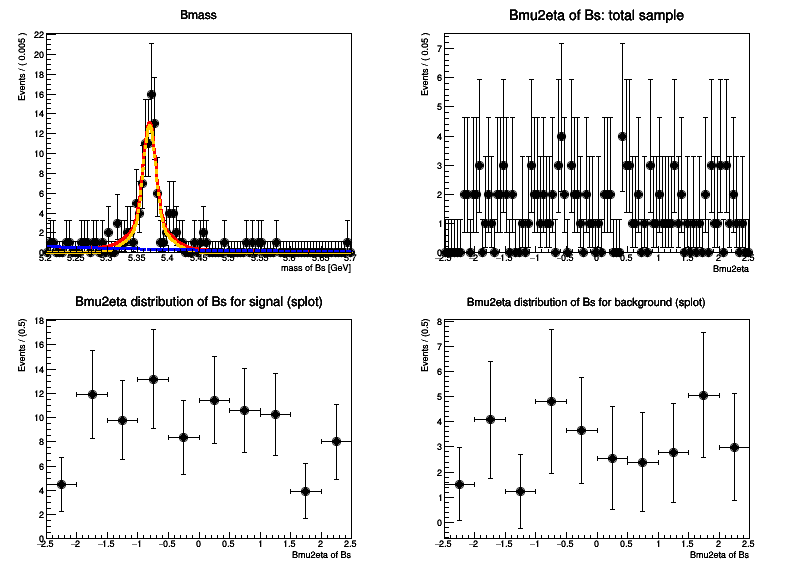 Bmass
Events / ( 0.005 )
22
20
18
16
14
12
10
8
6
4
2
0
5.2 5.25 5.3 5.35 5.4 5.45 5.5 5.55 5.6 5.65 5.7
mass of Bs [GeV]
Bmu2eta of Bs: total sample
Events / ( 0.05 )
7
6
5
4
3
2
1
0
−2.5 −2 −1.5 −1 −0.5 0 0.5 1 1.5 2 2.5
Bmu2eta
Bmu2eta distribution of Bs for signal (splot)
Events / (0.5)
18
16
14
12
10
8
6
4
2
0
−2.5 −2 −1.5 −1 −0.5 0 0.5 1 1.5 2 2.5
Bmu2eta of Bs
Bmu2eta distribution of Bs for background (splot)
Events / (0.5)
8
7
6
5
4
3
2
1
0
−2.5 −2 −1.5 −1 −0.5 0 0.5 1 1.5 2 2.5
Bmu2eta of Bs